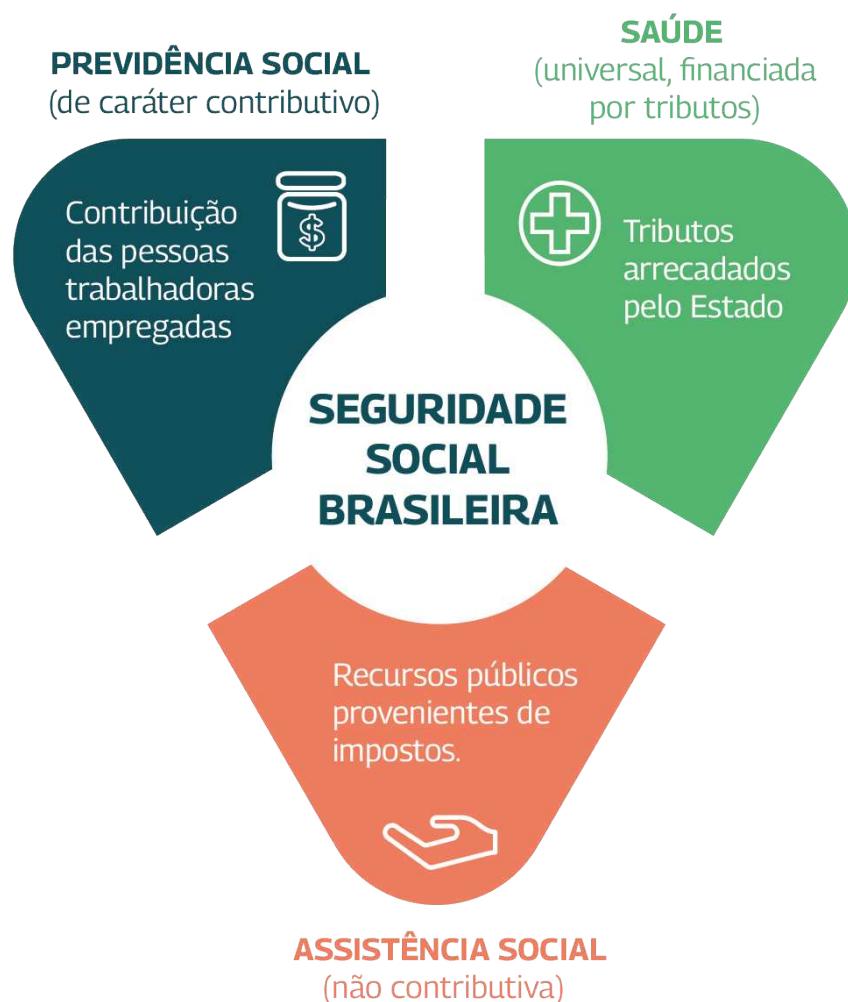 PREVIDÊNCIA SOCIAL
(de caráter contributivo)
Contribuição
das pessoas
trabalhadoras
empregadas
$
SAÚDE
(universal, financiada
por tributos)
Tributos
arrecadados
pelo Estado
SEGURIDADE
SOCIAL
BRASILEIRA
Recursos públicos
provenientes de
impostos.
ASSISTÊNCIA SOCIAL
(não contributiva)